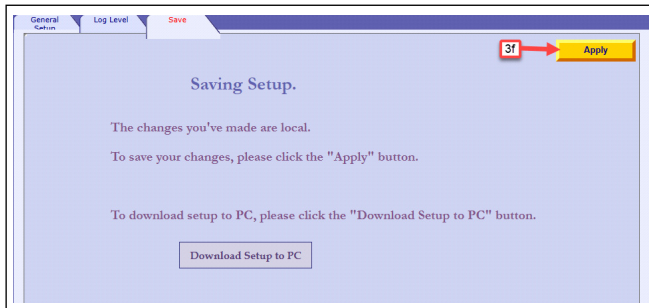 General Setup
Log Level
Save
3f
Apply
Saving Setup.
The changes you've made are local.
To save your changes, please click the "Apply" button.
To download setup to PC, please click the "Download Setup to PC" button.
Download Setup to PC